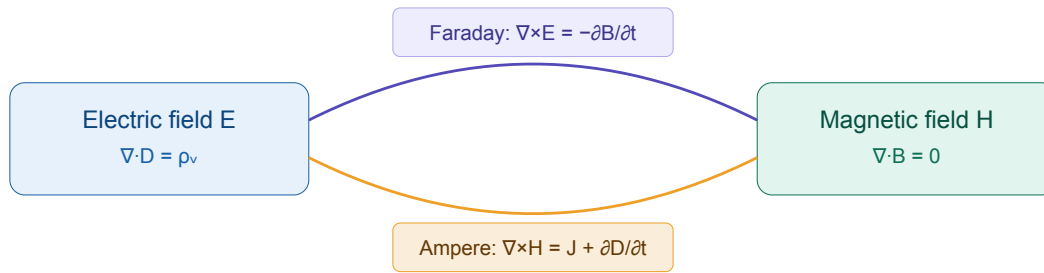 Faraday: ∇×E = −∂B/∂t
Electric field E
∇·D = ρᵥ
Magnetic field H
∇·B = 0
Ampere: ∇×H = J + ∂D/∂t